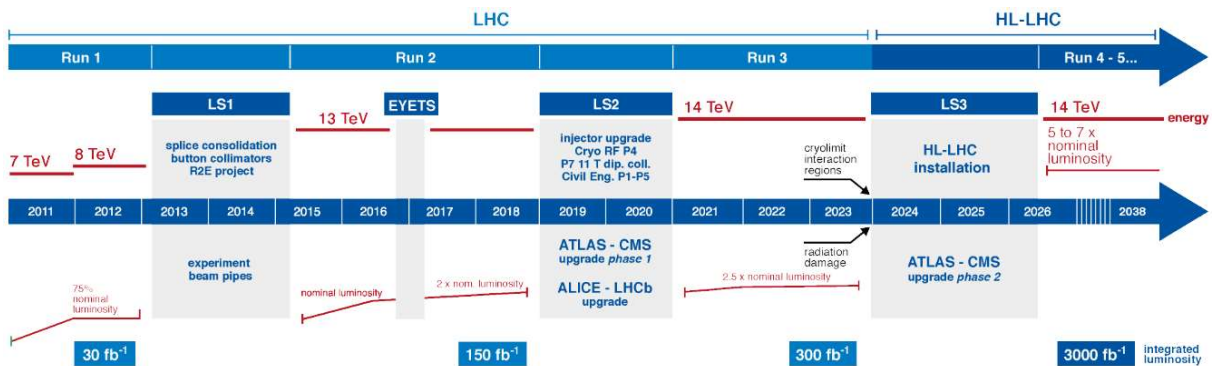 LHC
HL-LHC
Run 1
Run 2
Run 3
Run 4 - 5...
LS1
EYETS
LS2
LS3
13 TeV
14 TeV
14 TeV
energy
7 TeV
8 TeV
splice consolidation
button collimators
R2E project
injector upgrade
Cryo RF P4
P7 11 T dip. coll.
Civil Eng. P1-P5
cryolimit
interaction
regions
HL-LHC
installation
5 to 7 x
nominal
luminosity
2011
2012
2013
2014
2015
2016
2017
2018
2019
2020
2021
2022
2023
2024
2025
2026
2038
experiment
beam pipes
ATLAS - CMS
upgrade phase 1
ALICE - LHCb
upgrade
radiation
damage
ATLAS - CMS
upgrade phase 2
75%
nominal
luminosity
nominal luminosity
2 x nom. luminosity
2.5 x nominal luminosity
30 fb⁻¹
150 fb⁻¹
300 fb⁻¹
3000 fb⁻¹
integrated
luminosity